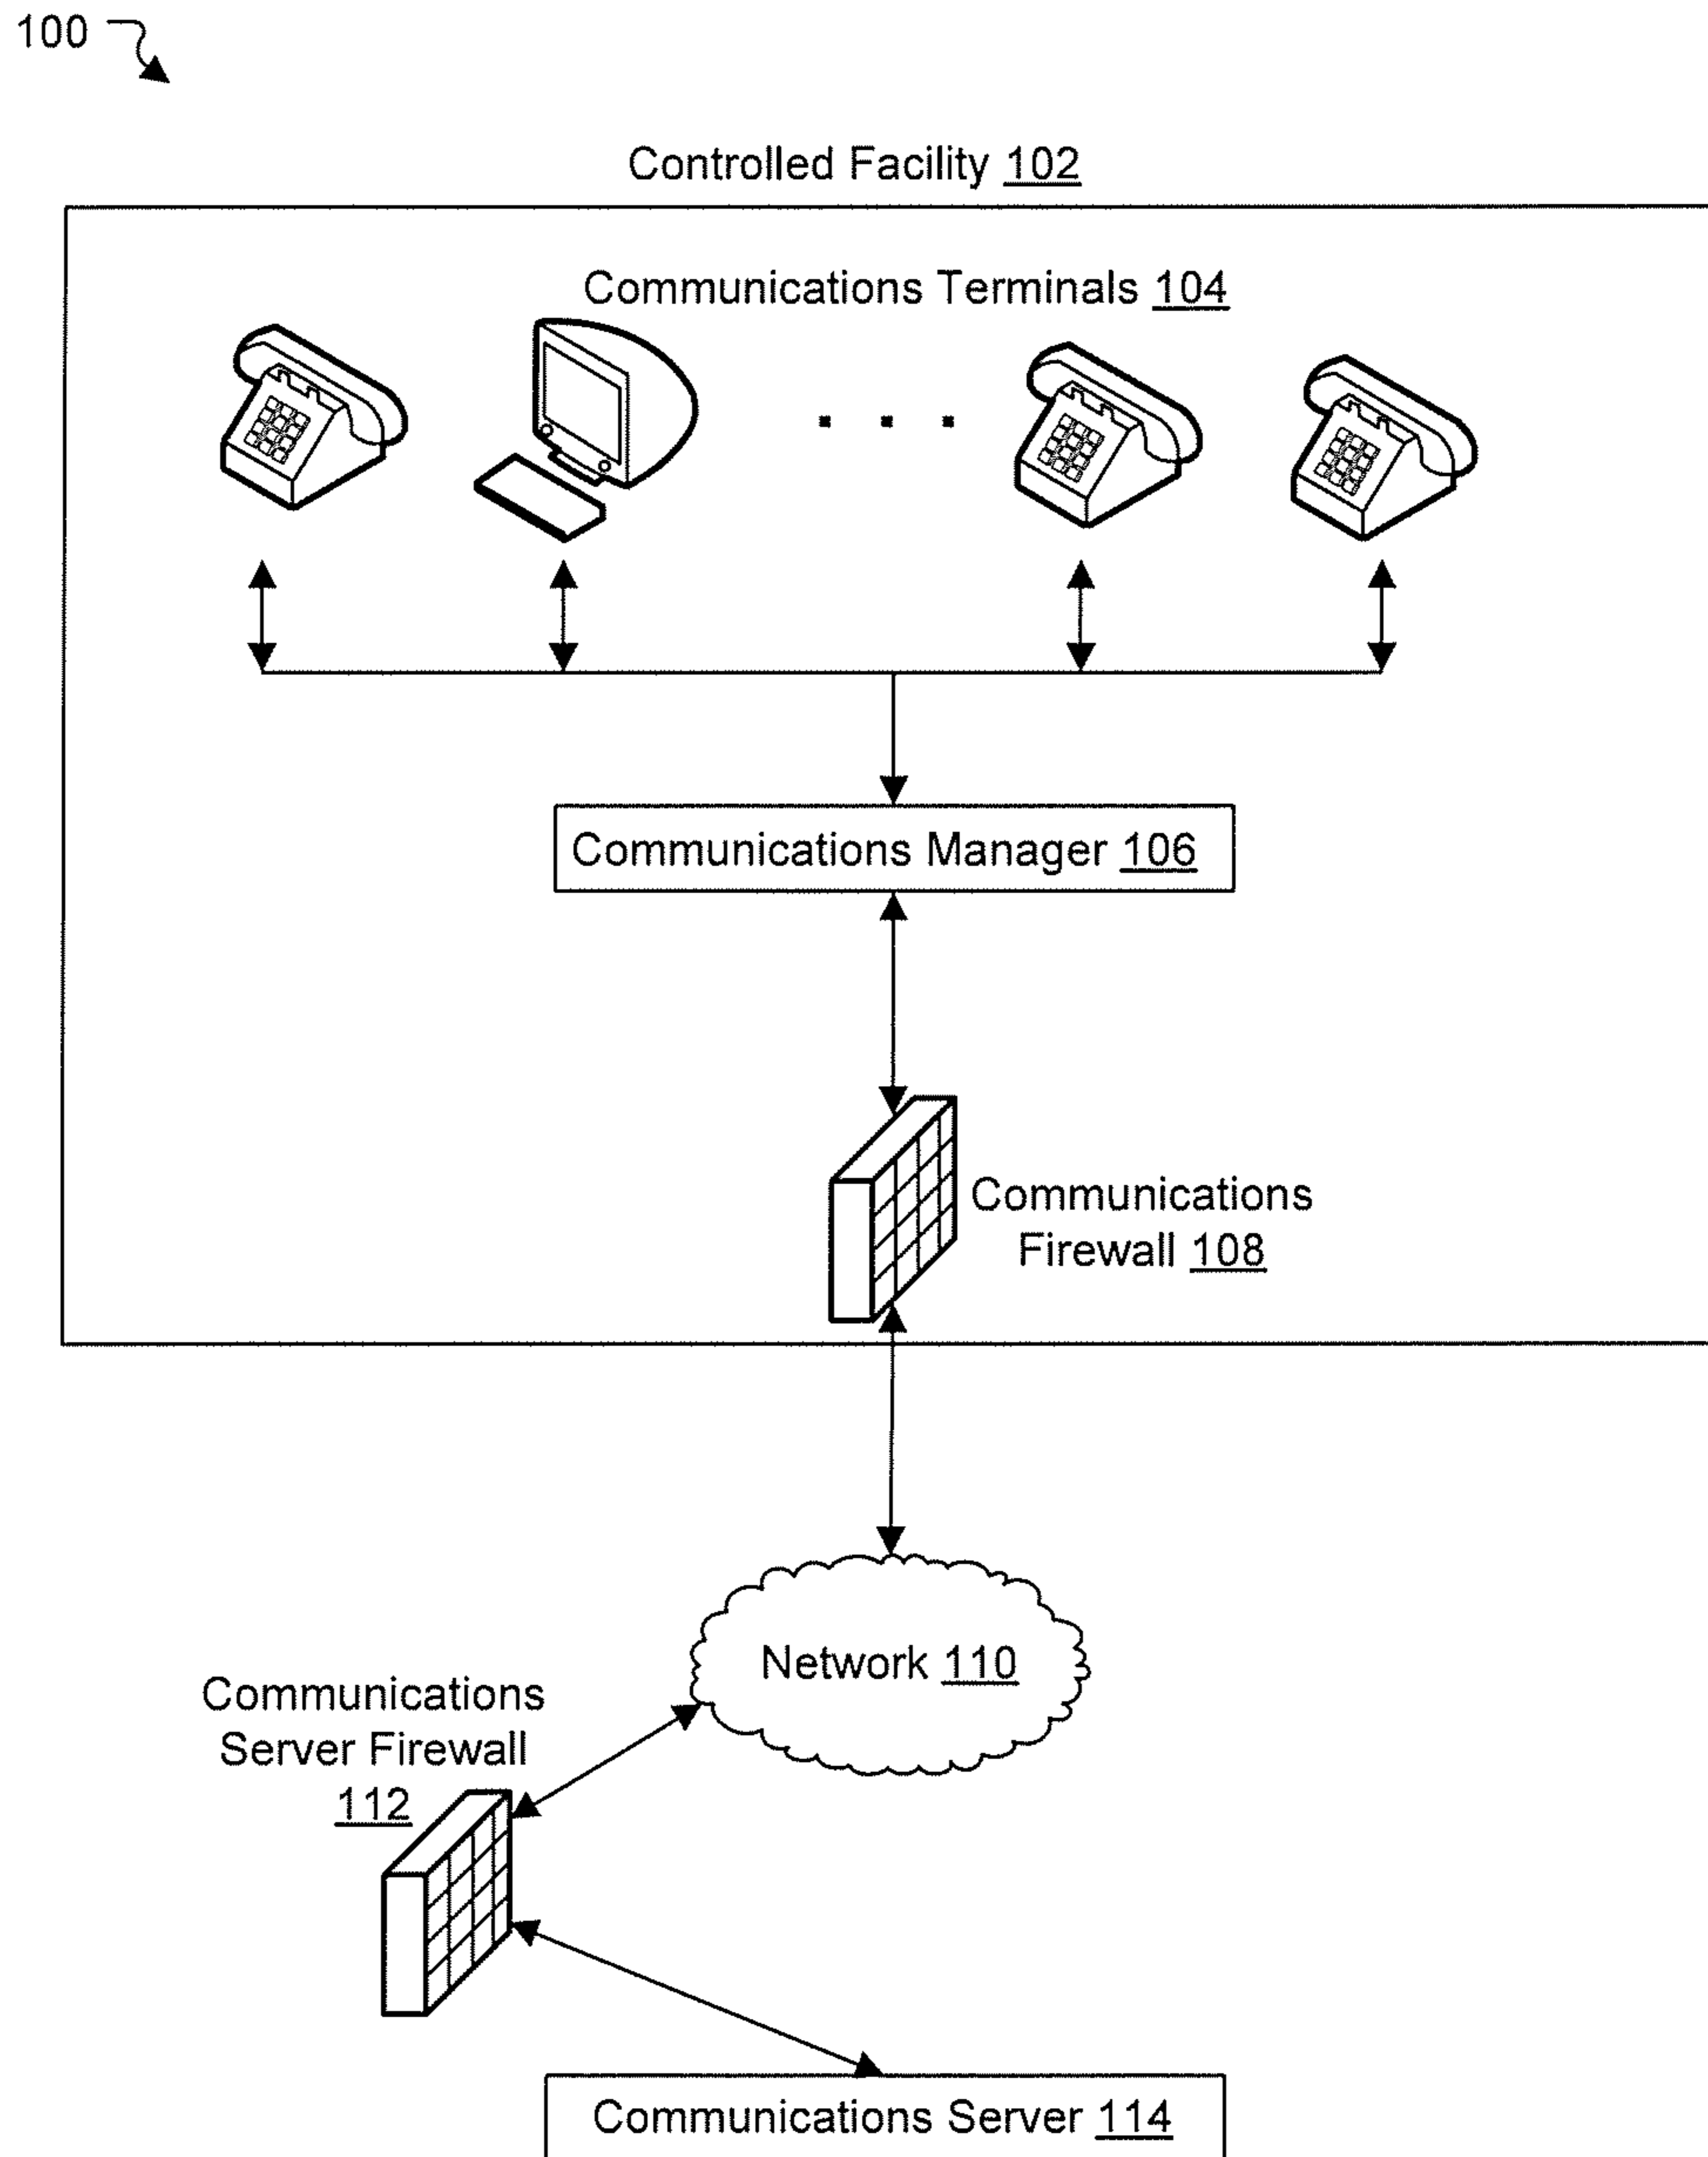 100
Controlled Facility 102
Communications Terminals 104
Communications Manager 106
Communications
Firewall 108
Network 110
Communications
Server Firewall
112
Communications Server 114